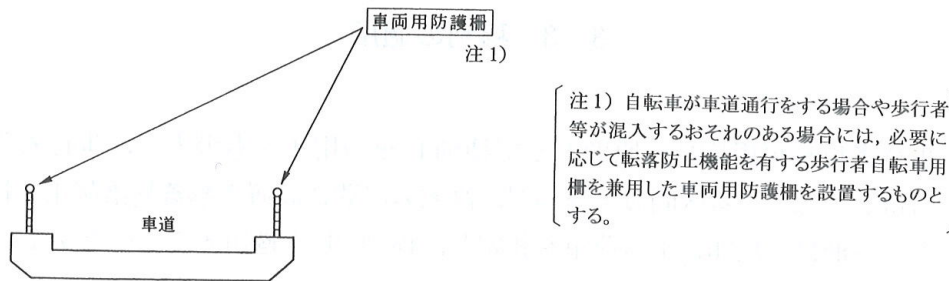 車両用防護柵
注1)
注1) 自転車が車道通行をする場合や歩行者
等が混入するおそれのある場合には, 必要に
応じて転落防止機能を有する歩行者自転車用
柵を兼用した車両用防護柵を設置するものと
する。
車道